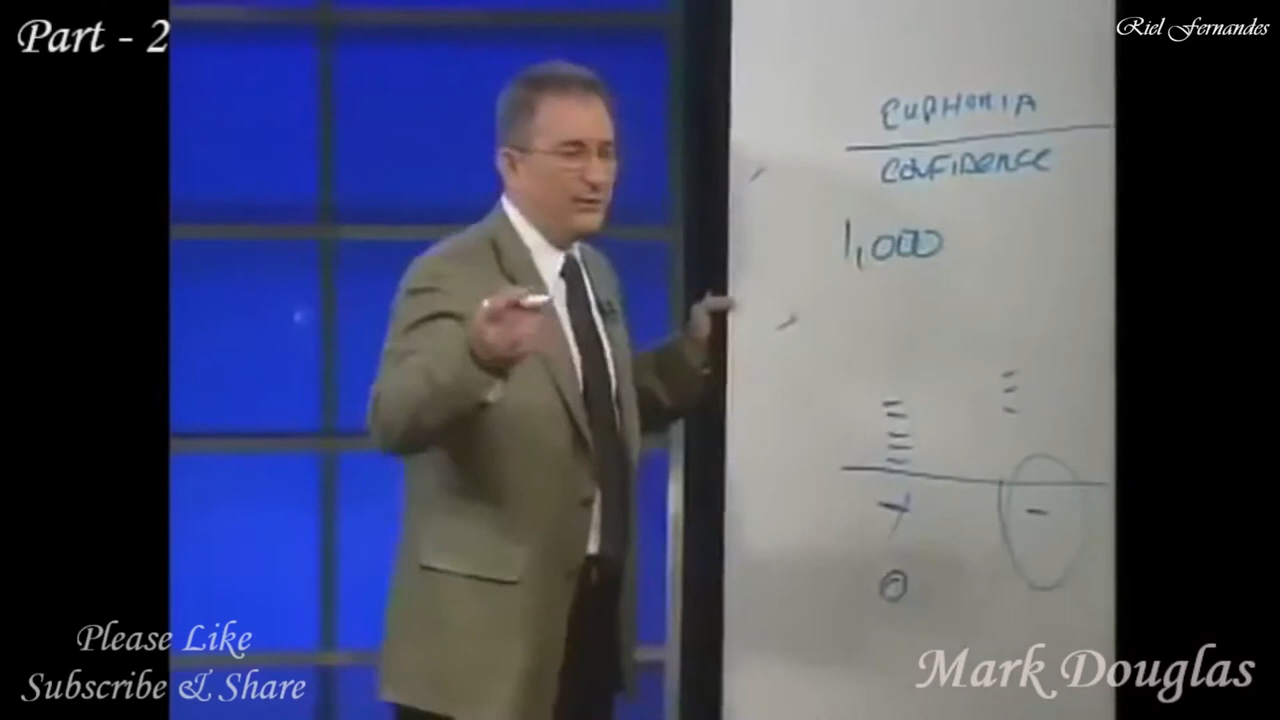 Part - 2
Riel Fernandes
EUPHORIA
CONFIDENCE
1,000
+ -
0
Please Like
Subscribe & Share
Mark Douglas